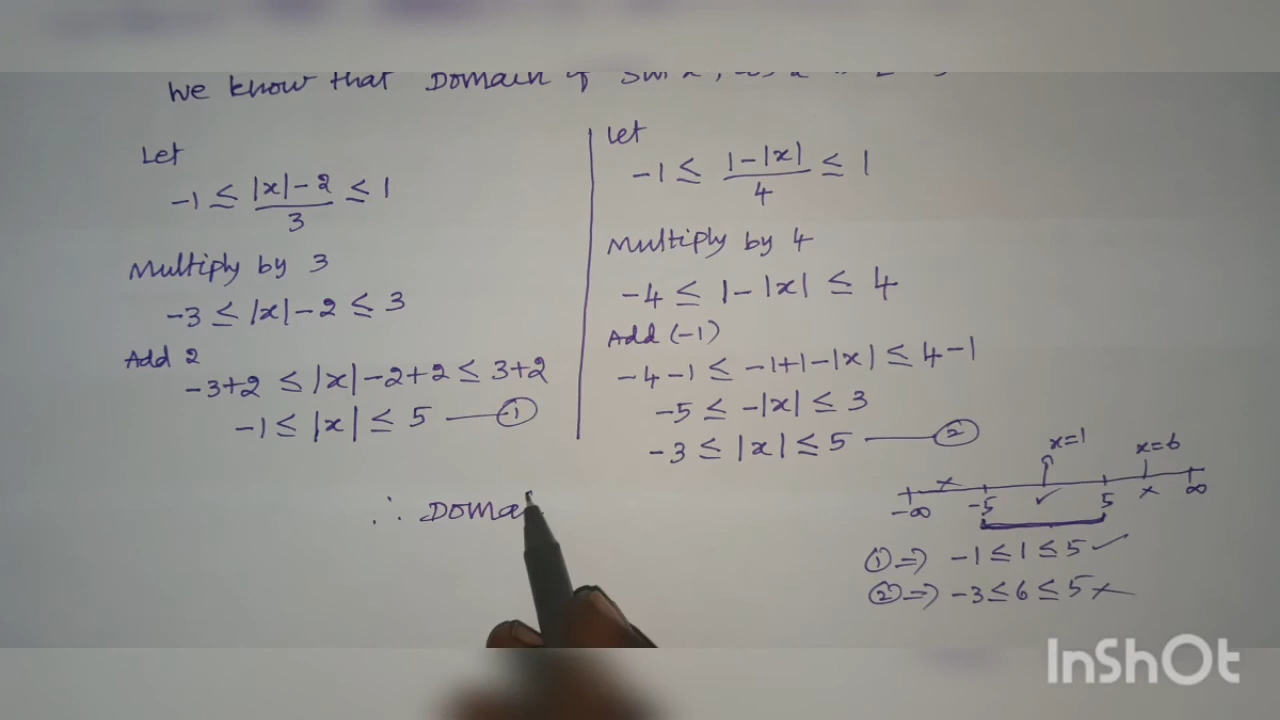 We know that Domain of
Let
-1 ≤ |x|-2/3 ≤ 1
Multiply by 3
-3 ≤ |x|-2 ≤ 3
Add 2
-3+2 ≤ |x|-2+2 ≤ 3+2
-1 ≤ |x| ≤ 5 —①
Let
-1 ≤ 1-|x|/4 ≤ 1
Multiply by 4
-4 ≤ 1-|x| ≤ 4
Add (-1)
-4-1 ≤ -1+1-|x| ≤ 4-1
-5 ≤ -|x| ≤ 3
-3 ≤ |x| ≤ 5 —②
x=1 x=6
-∞ -5 ✓ 5 × ∞
①⇒ -1 ≤ 1 ≤ 5 ✓
②⇒ -3 ≤ 6 ≤ 5 ×
∴ Domai
InShOt